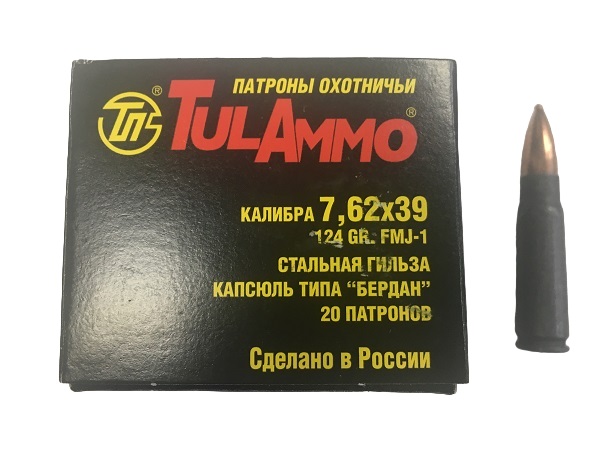 ПАТРОНЫ ОХОТНИЧЬИ
ТПЗ ® TULAMMO ®
КАЛИБРА 7,62x39
124 GR. FMJ-1
СТАЛЬНАЯ ГИЛЬЗА
КАПСЮЛЬ ТИПА "БЕРДАН"
20 ПАТРОНОВ
Сделано в России